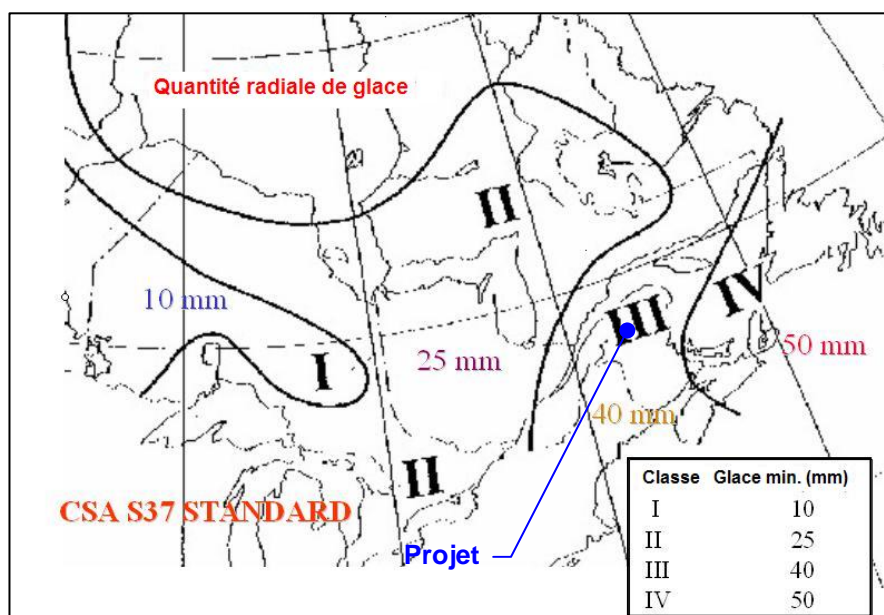 Quantité radiale de glace
II
10 mm
III
IV
I
25 mm
50 mm
40 mm
II
CSA S37 STANDARD
Projet
Classe Glace min. (mm)
I 10
II 25
III 40
IV 50